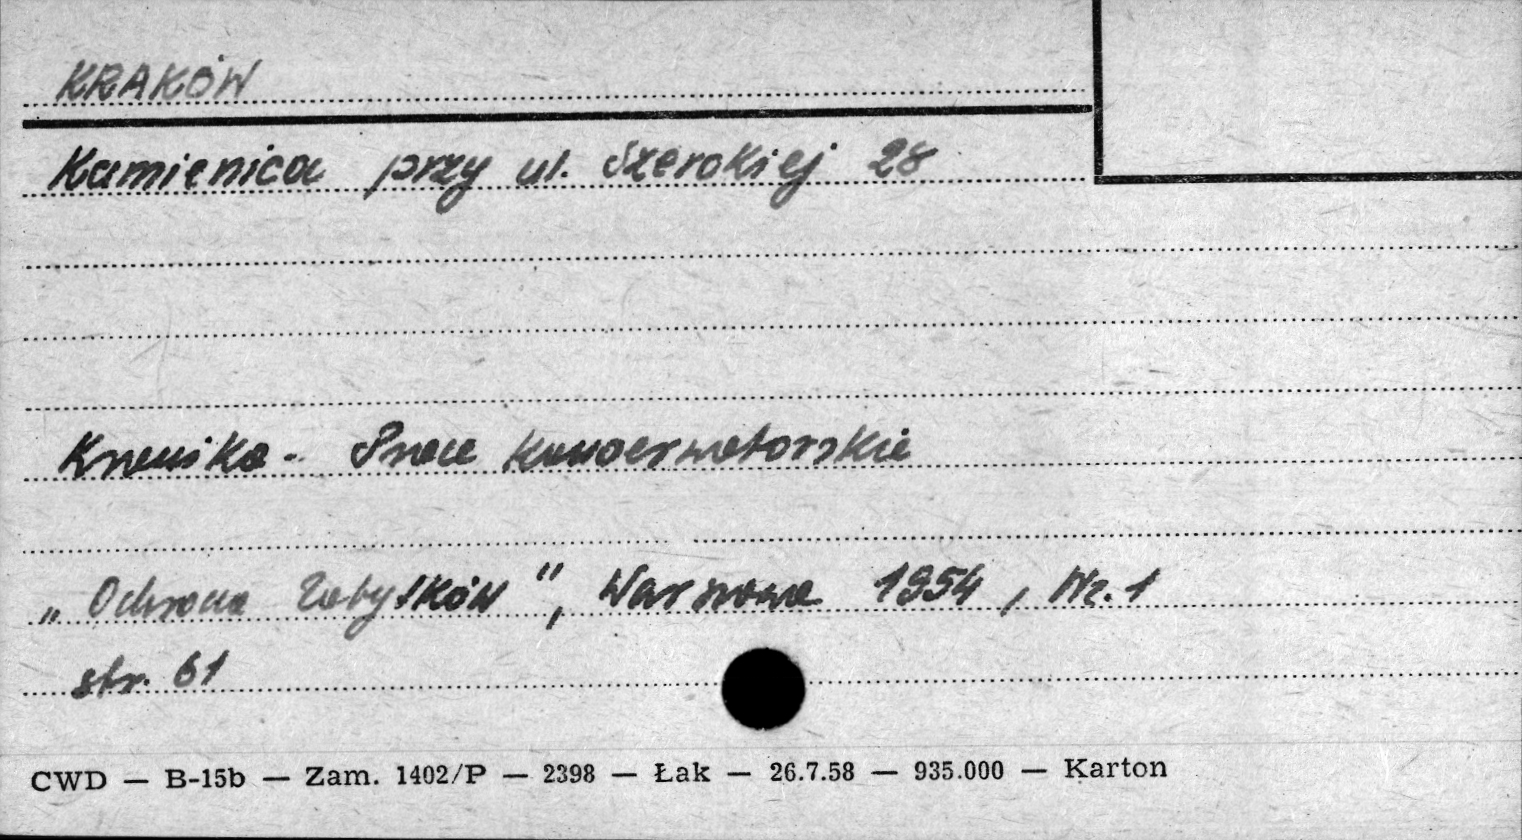 KRAKÓW
Kamienica przy ul. Szerokiej 28
Kronika - Prace konserwatorskie
„Ochrona Zabytków", Warszawa 1954, Nr. 1
str. 61
CWD — B-15b — Zam. 1402/P — 2398 — Łak — 26.7.58 — 935.000 — Karton